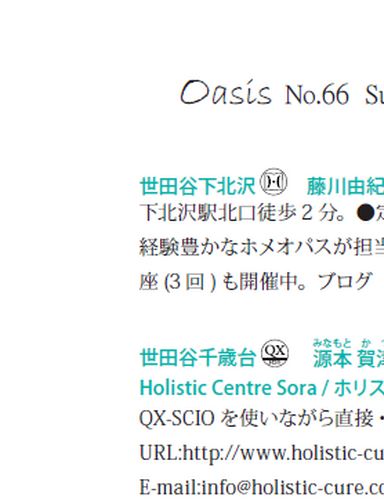 Oasis No.66 Su
世田谷下北沢 藤川由紀
下北沢駅北口徒歩 2 分。●定
経験豊かなホメオパスが担当
座 (3 回 ) も開催中。ブログ
みなもと か
世田谷千歳台 QX 源本 賀津
Holistic Centre Sora / ホリス
QX-SCIO を使いながら直接・
URL:http://www.holistic-cu
E-mail:info@holistic-cure.co